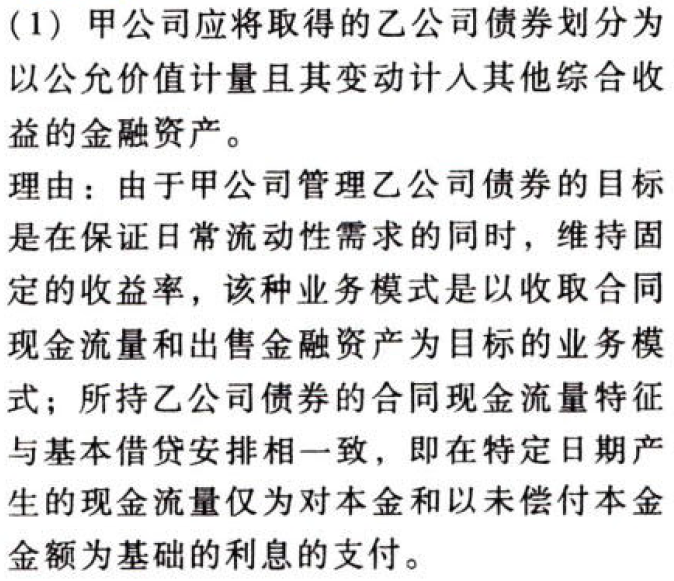 (1) 甲公司应将取得的乙公司债券划分为
以公允价值计量且其变动计入其他综合收
益的金融资产。
理由：由于甲公司管理乙公司债券的目标
是在保证日常流动性需求的同时，维持固
定的收益率，该种业务模式是以收取合同
现金流量和出售金融资产为目标的业务模
式；所持乙公司债券的合同现金流量特征
与基本借贷安排相一致，即在特定日期产
生的现金流量仅为对本金和以未偿付本金
金额为基础的利息的支付。